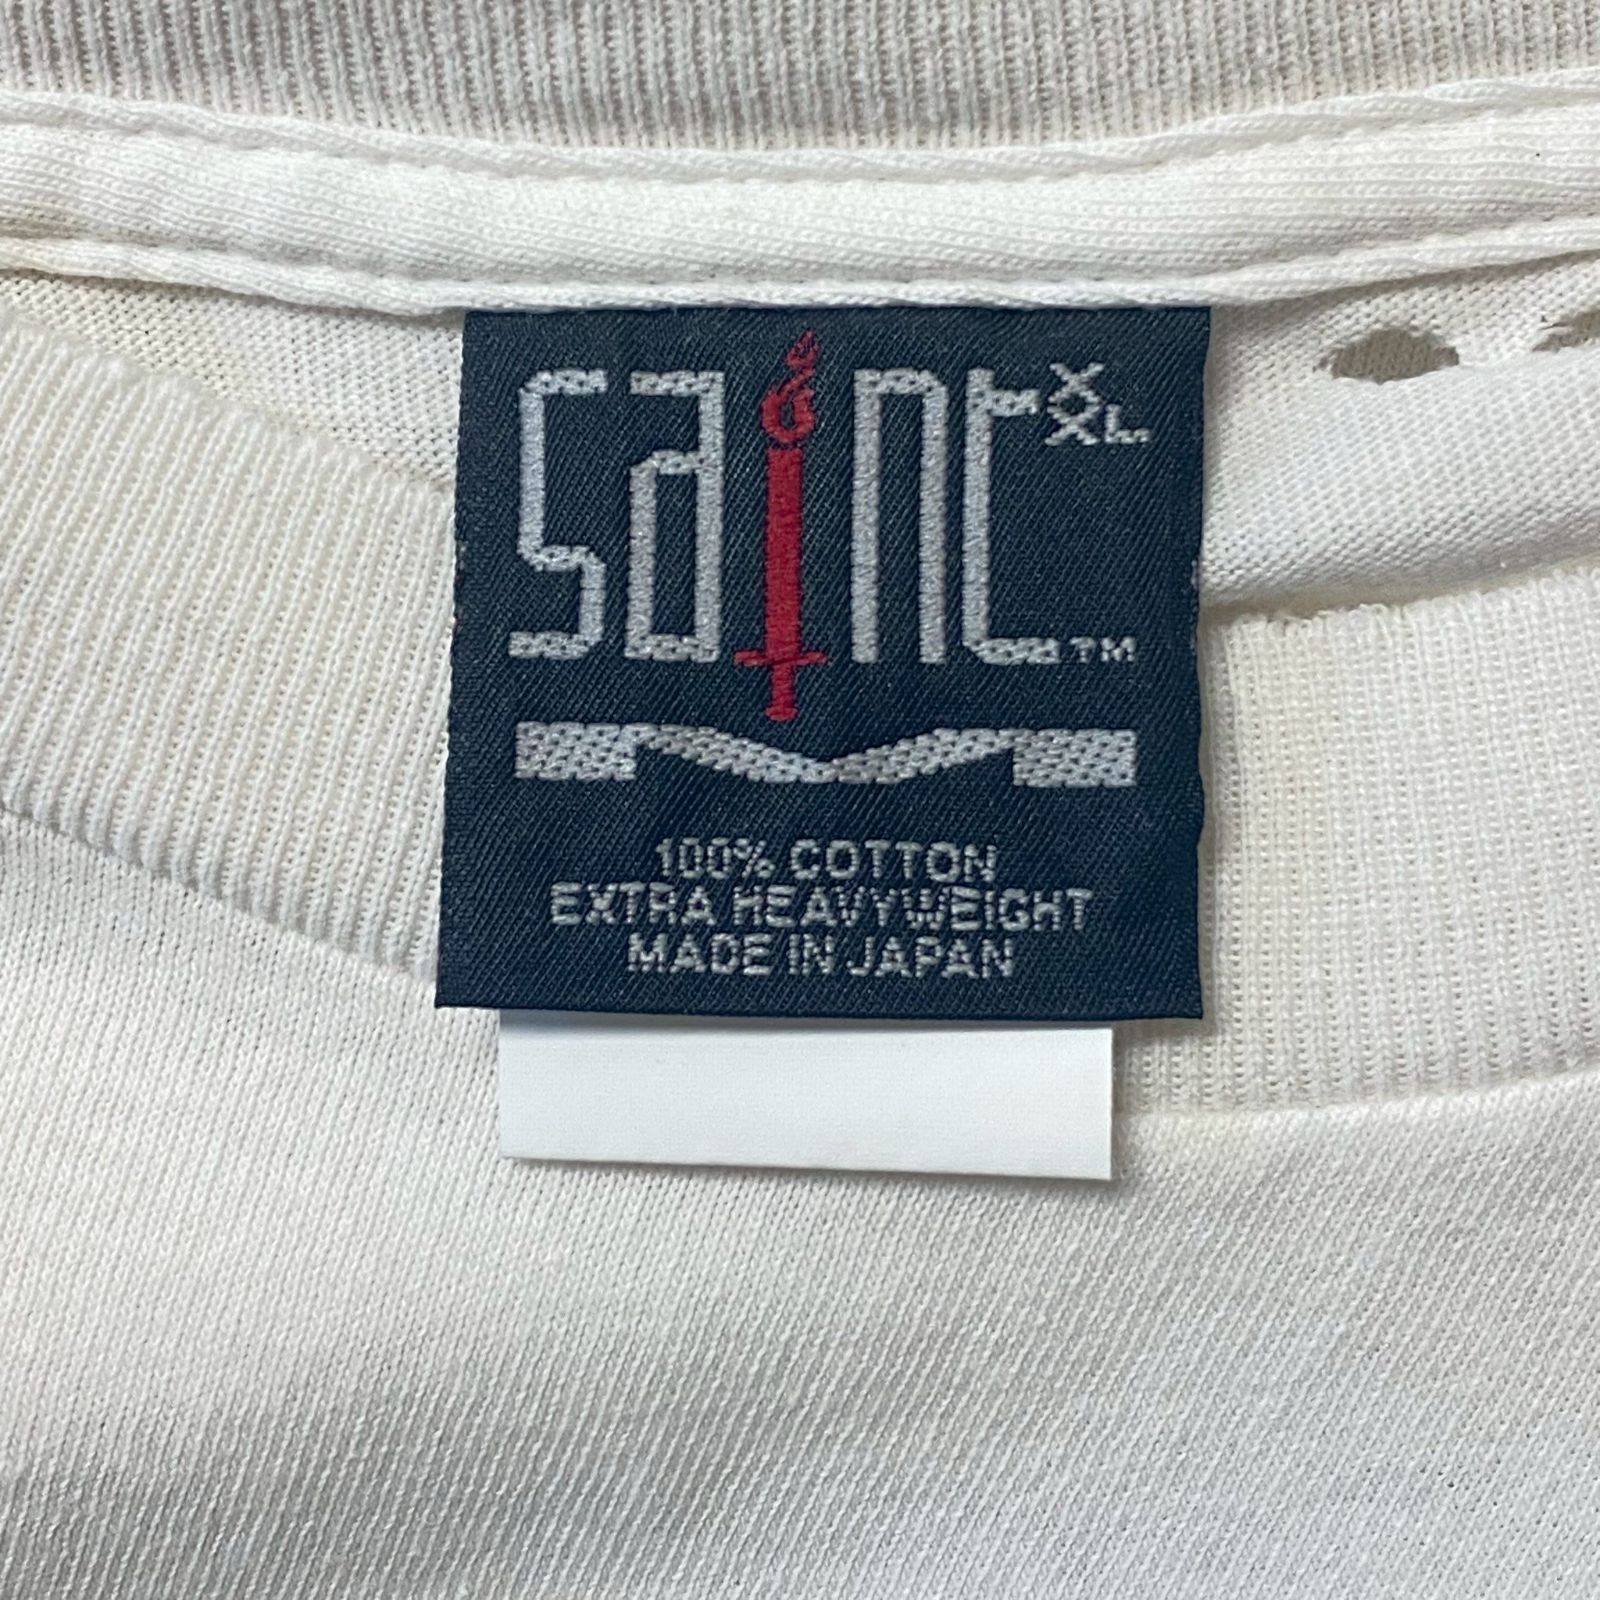 SaInt XXL
TM
100% COTTON
EXTRA HEAVYWEIGHT
MADE IN JAPAN